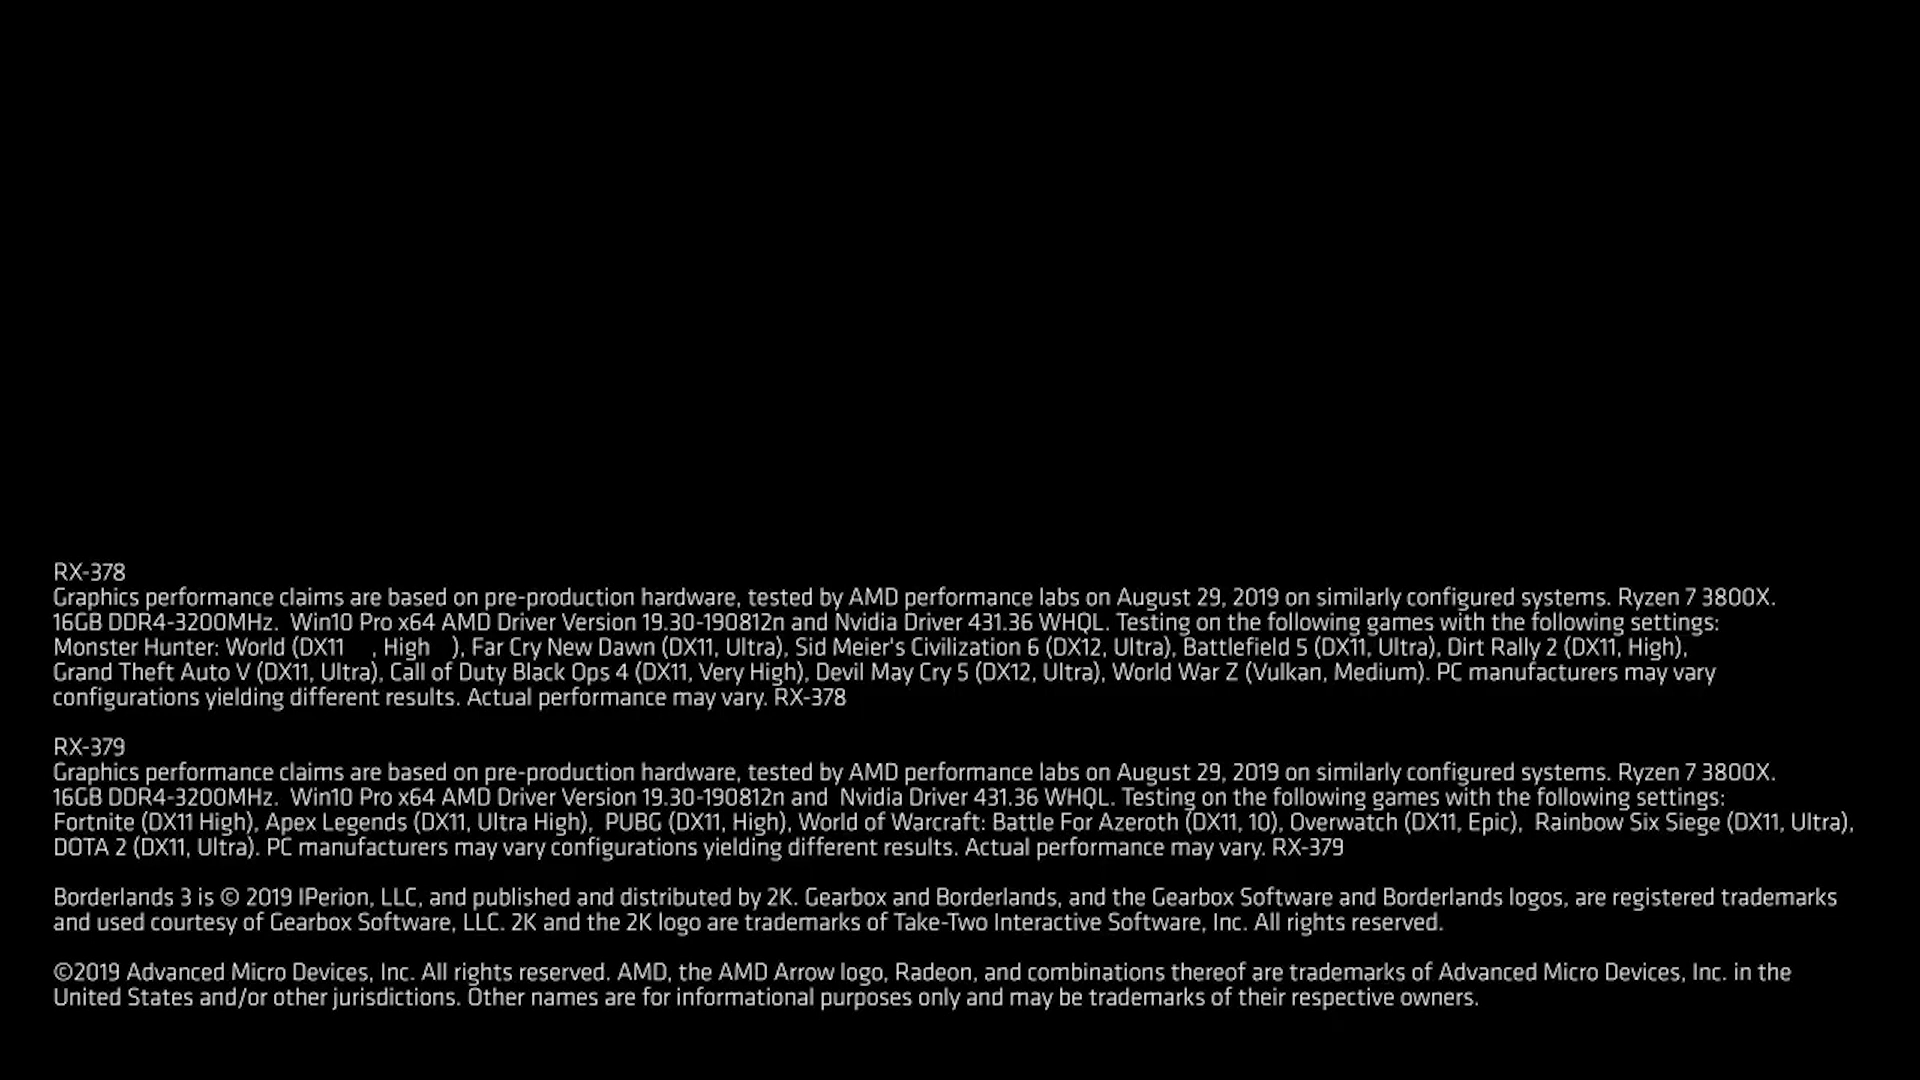 RX-378
Graphics performance claims are based on pre-production hardware, tested by AMD performance labs on August 29, 2019 on similarly configured systems. Ryzen 7 3800X.
16GB DDR4-3200MHz.  Win10 Pro x64 AMD Driver Version 19.30-190812n and Nvidia Driver 431.36 WHQL. Testing on the following games with the following settings:
Monster Hunter: World (DX11    , High   ), Far Cry New Dawn (DX11, Ultra), Sid Meier's Civilization 6 (DX12, Ultra), Battlefield 5 (DX11, Ultra), Dirt Rally 2 (DX11, High),
Grand Theft Auto V (DX11, Ultra), Call of Duty Black Ops 4 (DX11, Very High), Devil May Cry 5 (DX12, Ultra), World War Z (Vulkan, Medium). PC manufacturers may vary
configurations yielding different results. Actual performance may vary. RX-378
RX-379
Graphics performance claims are based on pre-production hardware, tested by AMD performance labs on August 29, 2019 on similarly configured systems. Ryzen 7 3800X.
16GB DDR4-3200MHz.  Win10 Pro x64 AMD Driver Version 19.30-190812n and  Nvidia Driver 431.36 WHQL. Testing on the following games with the following settings:
Fortnite (DX11 High), Apex Legends (DX11, Ultra High),  PUBG (DX11, High), World of Warcraft: Battle For Azeroth (DX11, 10), Overwatch (DX11, Epic),  Rainbow Six Siege (DX11, Ultra),
DOTA 2 (DX11, Ultra). PC manufacturers may vary configurations yielding different results. Actual performance may vary. RX-379
Borderlands 3 is © 2019 IPerion, LLC, and published and distributed by 2K. Gearbox and Borderlands, and the Gearbox Software and Borderlands logos, are registered trademarks
and used courtesy of Gearbox Software, LLC. 2K and the 2K logo are trademarks of Take-Two Interactive Software, Inc. All rights reserved.
©2019 Advanced Micro Devices, Inc. All rights reserved. AMD, the AMD Arrow logo, Radeon, and combinations thereof are trademarks of Advanced Micro Devices, Inc. in the
United States and/or other jurisdictions. Other names are for informational purposes only and may be trademarks of their respective owners.